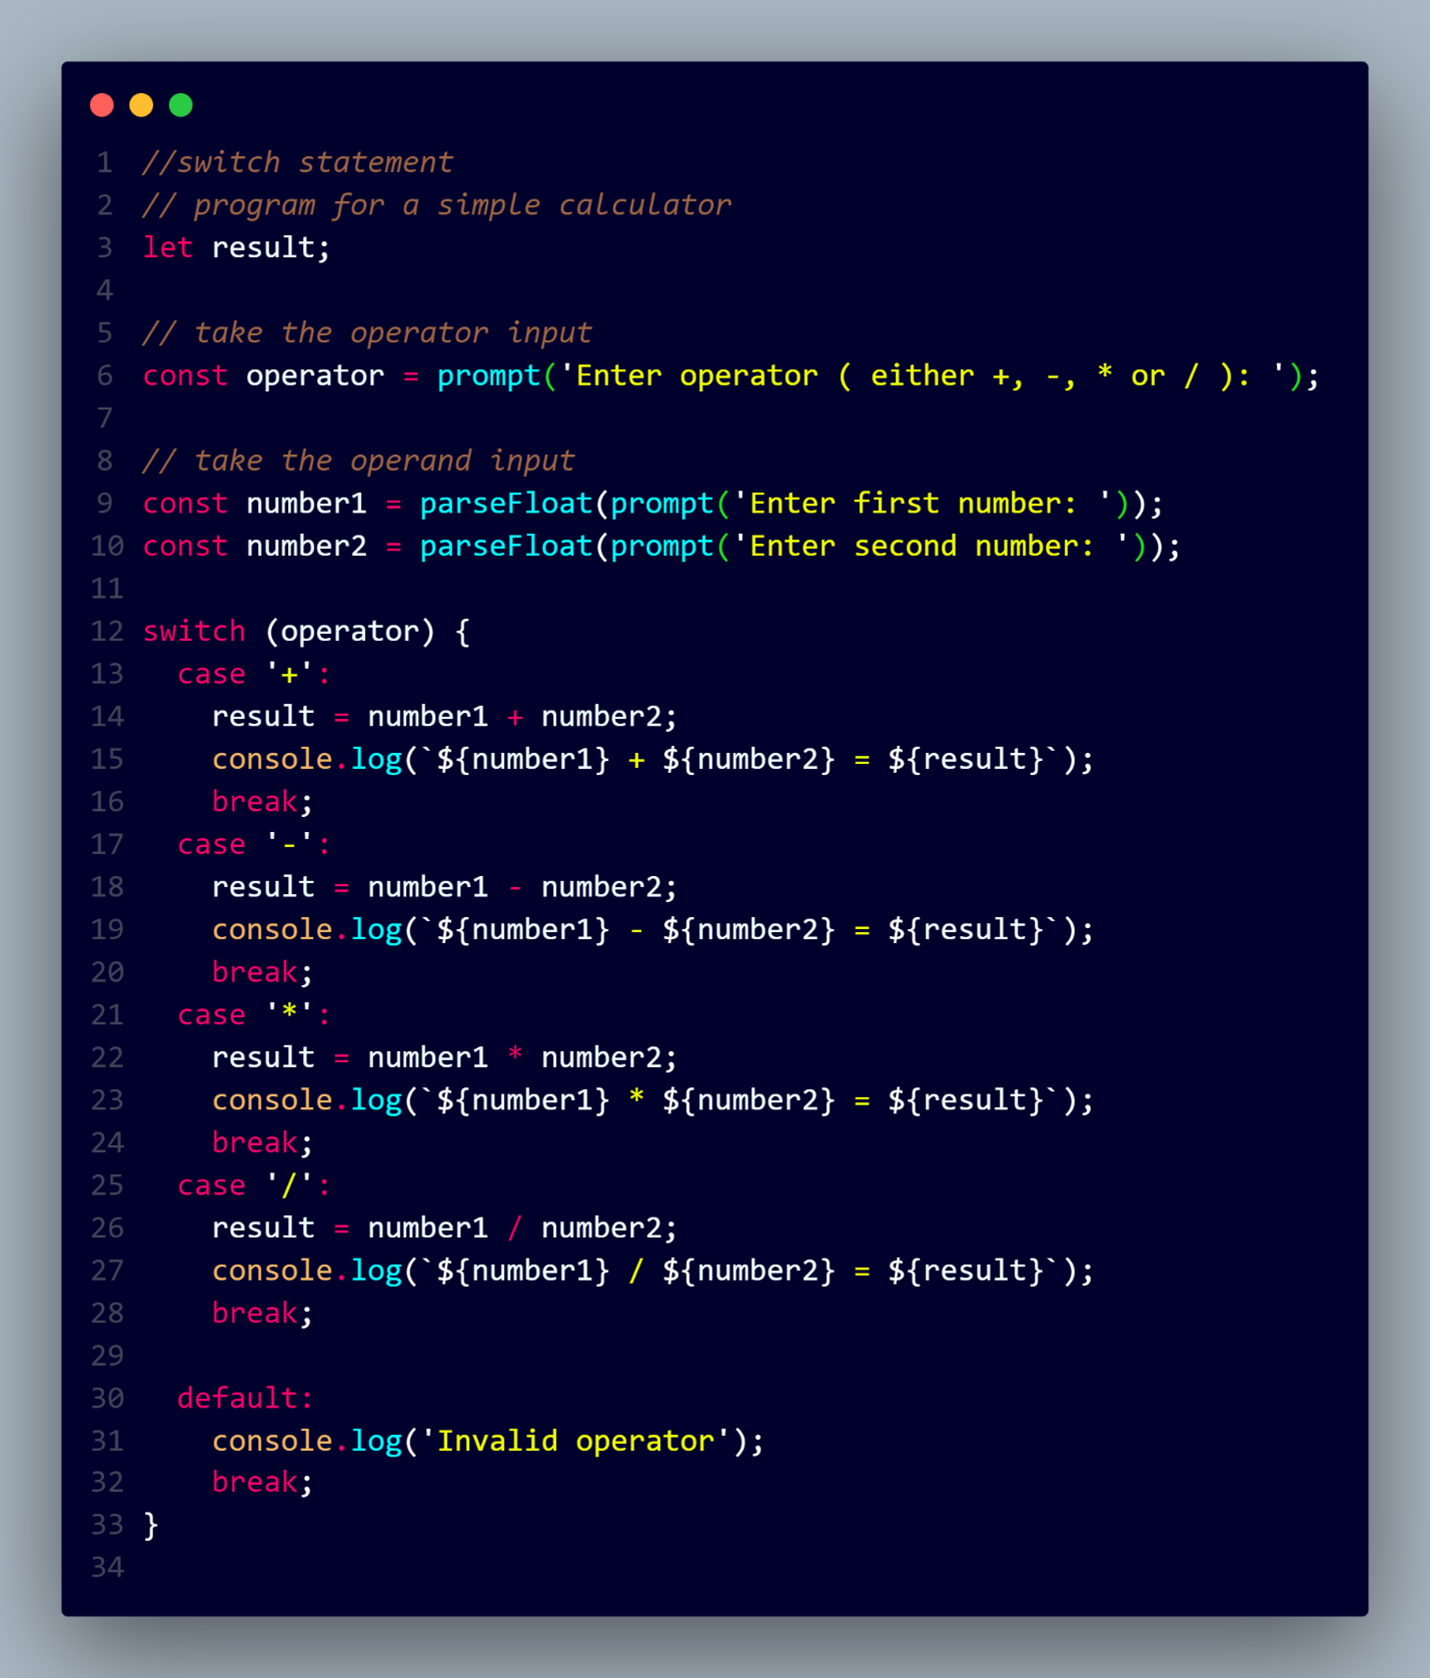 1 //switch statement
2 // program for a simple calculator
3 let result;
4
5 // take the operator input
6 const operator = prompt('Enter operator ( either +, -, * or / ): ');
7
8 // take the operand input
9 const number1 = parseFloat(prompt('Enter first number: '));
10 const number2 = parseFloat(prompt('Enter second number: '));
11
12 switch (operator) {
13   case '+':
14     result = number1 + number2;
15     console.log(`${number1} + ${number2} = ${result}`);
16     break;
17   case '-':
18     result = number1 - number2;
19     console.log(`${number1} - ${number2} = ${result}`);
20     break;
21   case '*':
22     result = number1 * number2;
23     console.log(`${number1} * ${number2} = ${result}`);
24     break;
25   case '/':
26     result = number1 / number2;
27     console.log(`${number1} / ${number2} = ${result}`);
28     break;
29
30   default:
31     console.log('Invalid operator');
32     break;
33 }
34